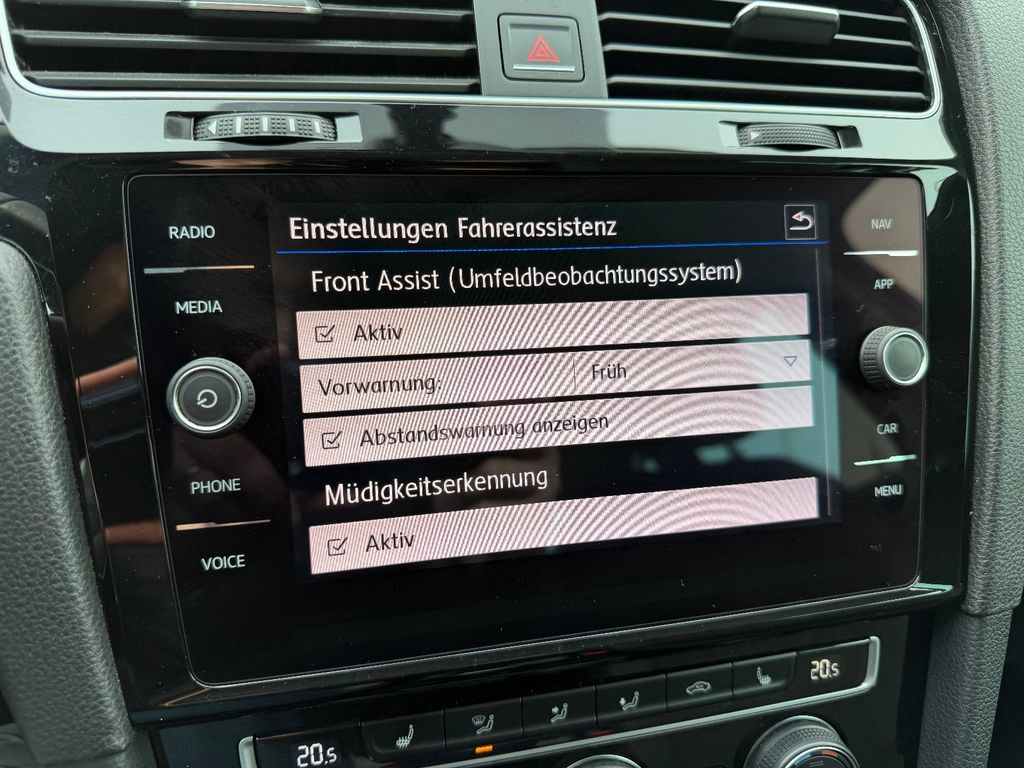 RADIO
MEDIA
PHONE
VOICE
Einstellungen Fahrerassistenz
Front Assist (Umfeldbeobachtungssystem)
Aktiv
Vorwarnung: Früh
Abstandswarnung anzeigen
Müdigkeitserkennung
Aktiv
NAV
APP
CAR
MENU
20.5
20.5